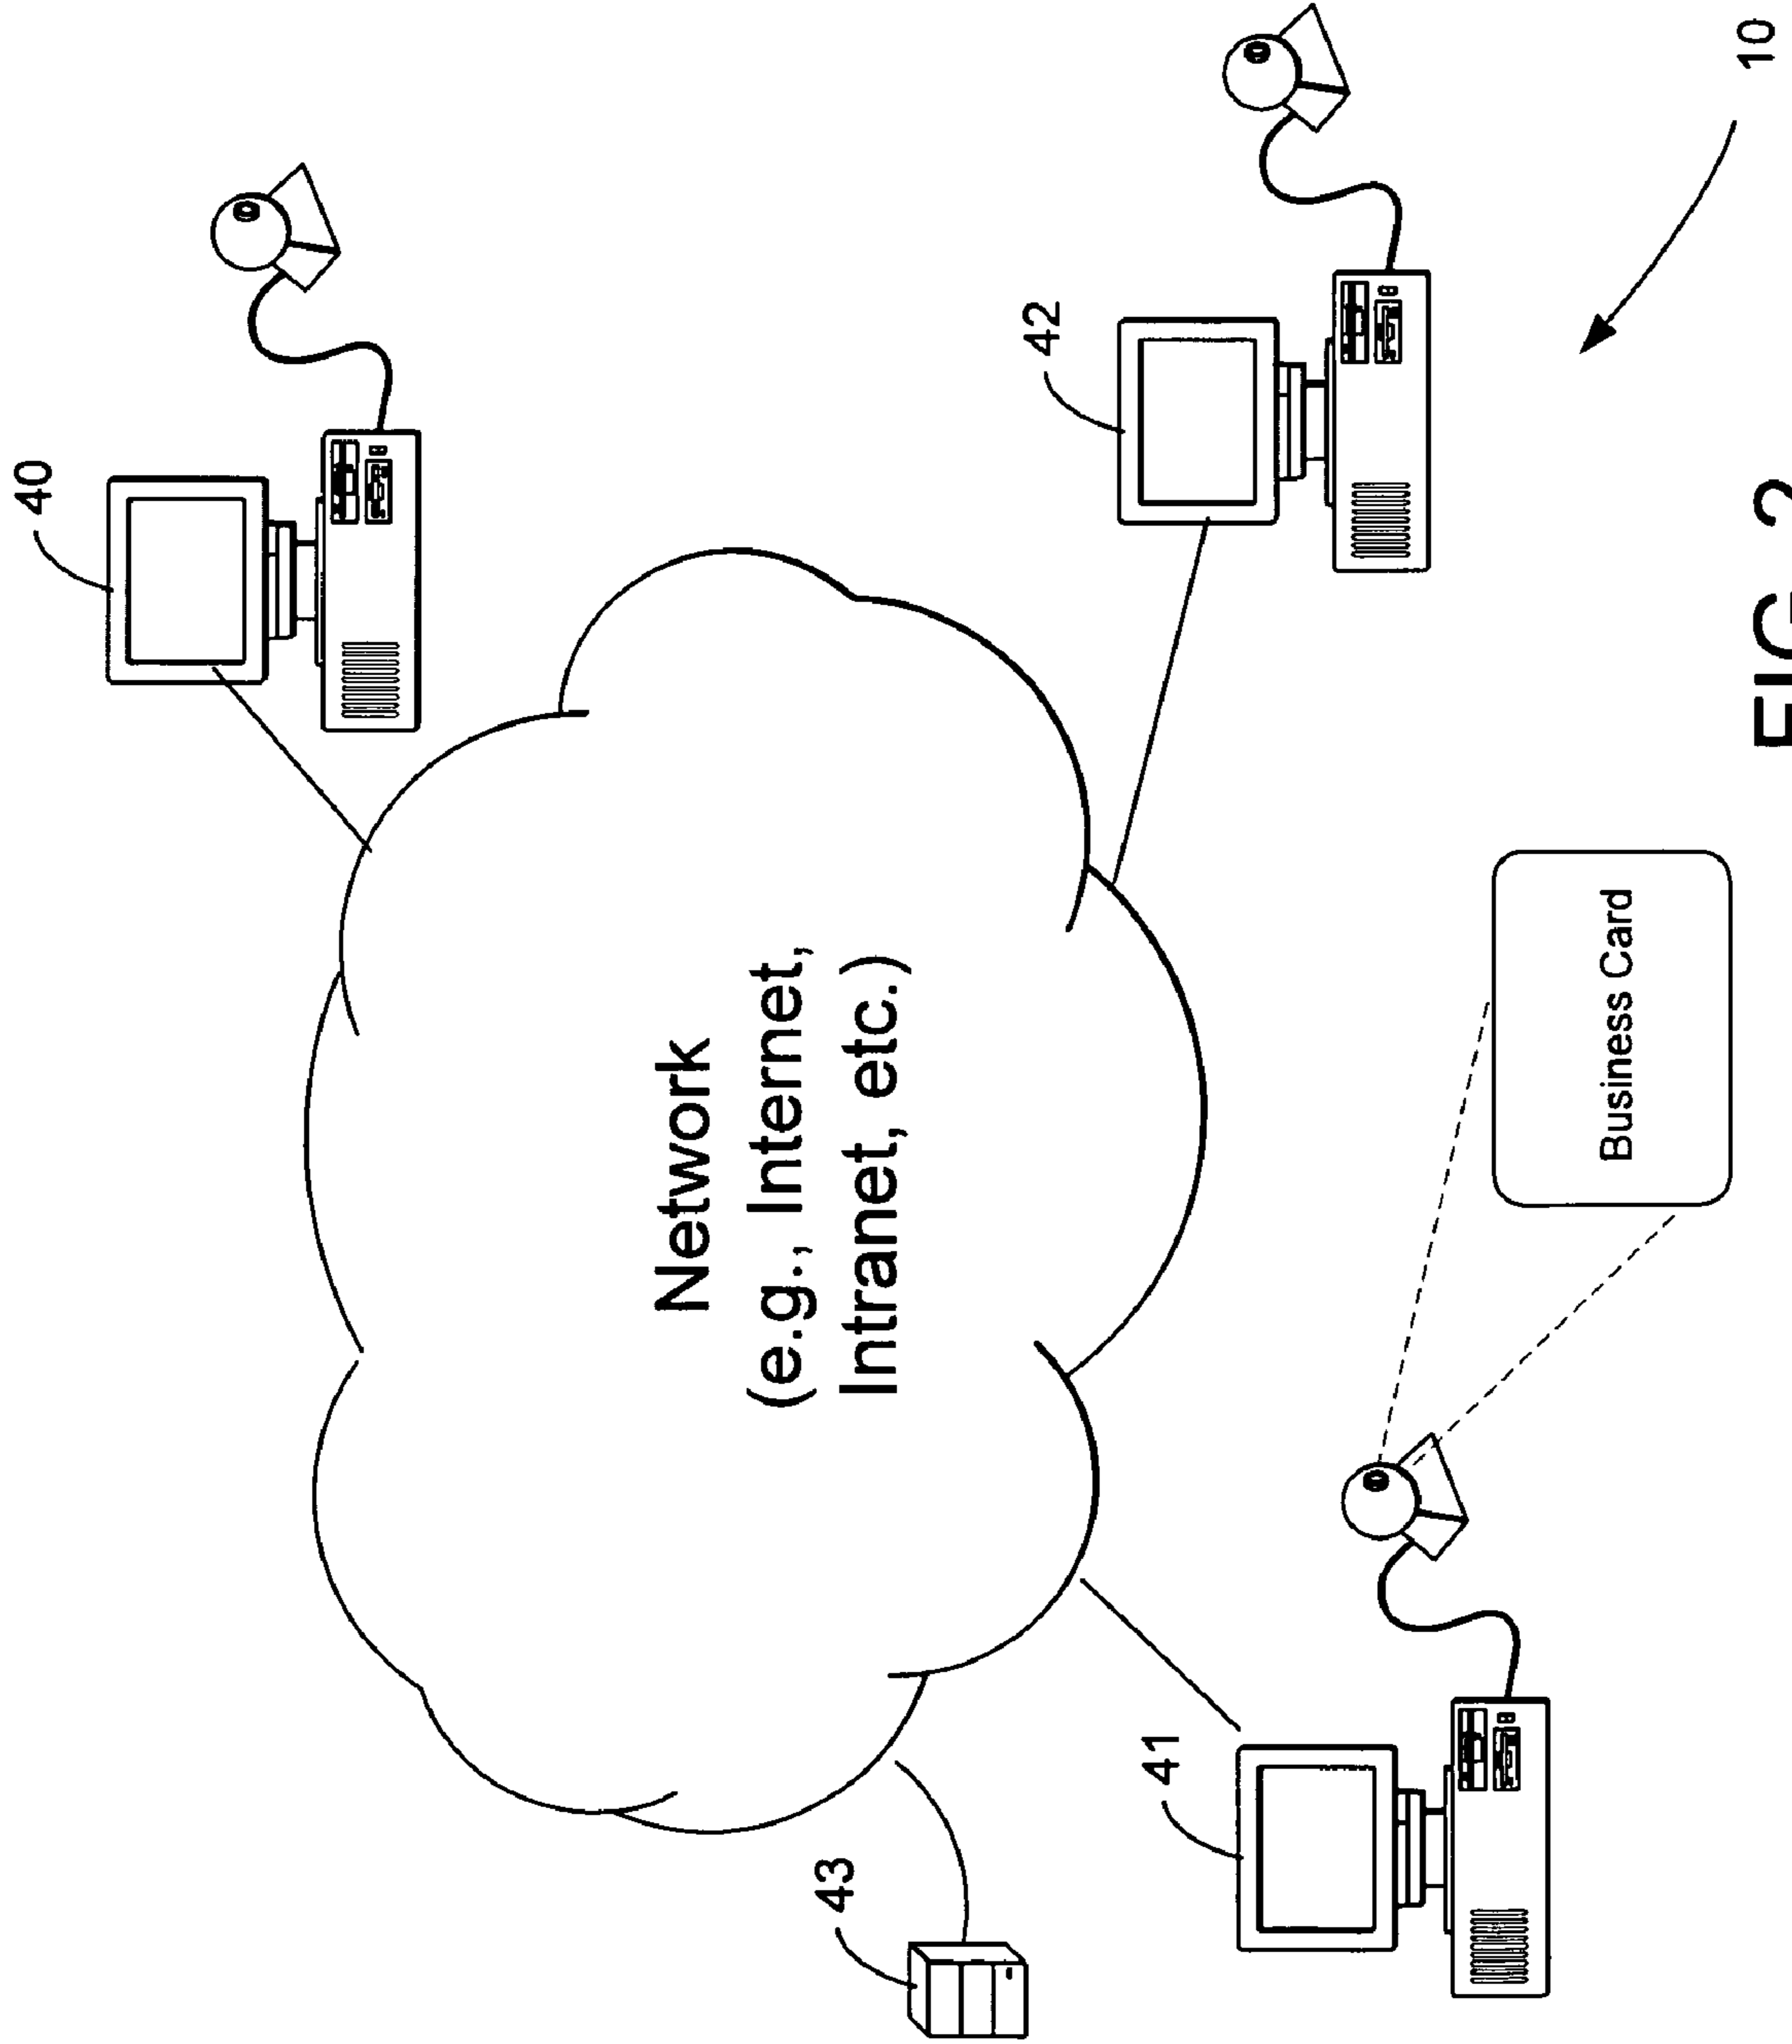 40
42
10
43
41
Network
(e.g., Internet,
Intranet, etc.)
Business Card
FIG. 2